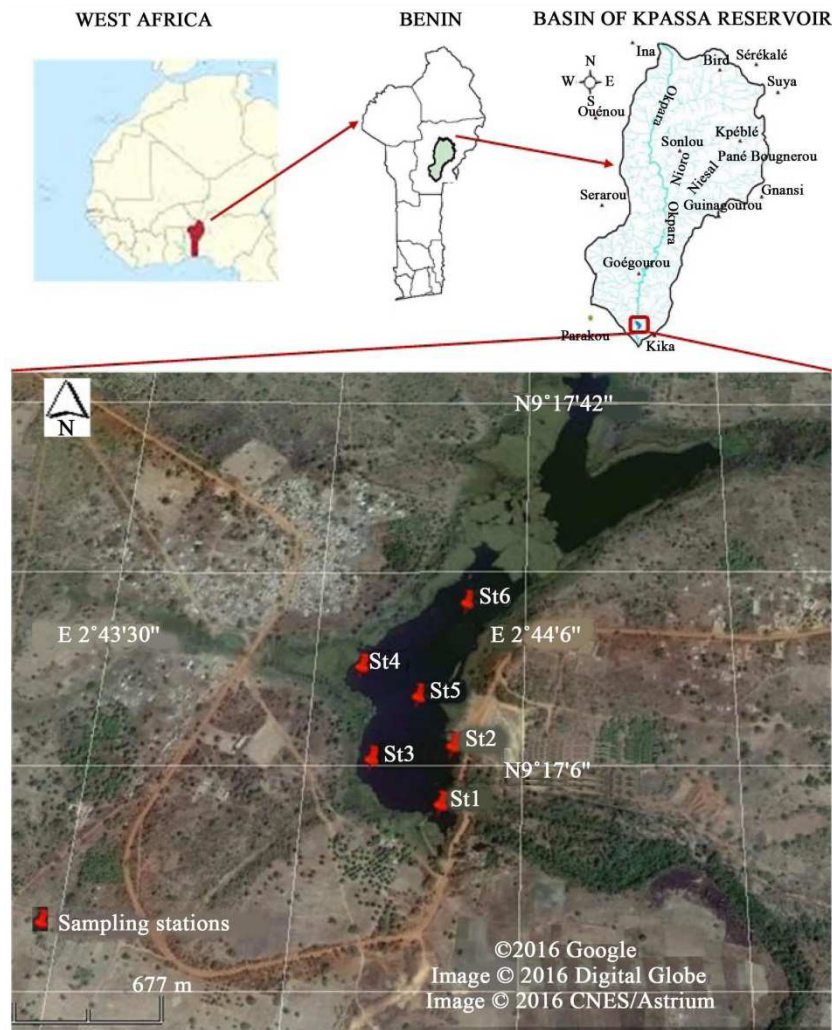 WEST AFRICA
BENIN
BASIN OF KPASSA RESERVOIR
N
W E
S
Ina
Bird
Sérékalé
Suya
Ouénou
Okpara
Kpéblé
Sonlou
Pané Bougnerou
Nioro
Niesal
Gnansi
Serarou
Guinagourou
Okpara
Goégourou
Parakou
Kika
N
N9°17'42"
St6
E 2°43'30"
E 2°44'6"
St4
St5
St2
St3
N9°17'6"
St1
Sampling stations
677 m
©2016 Google
Image © 2016 Digital Globe
Image © 2016 CNES/Astrium